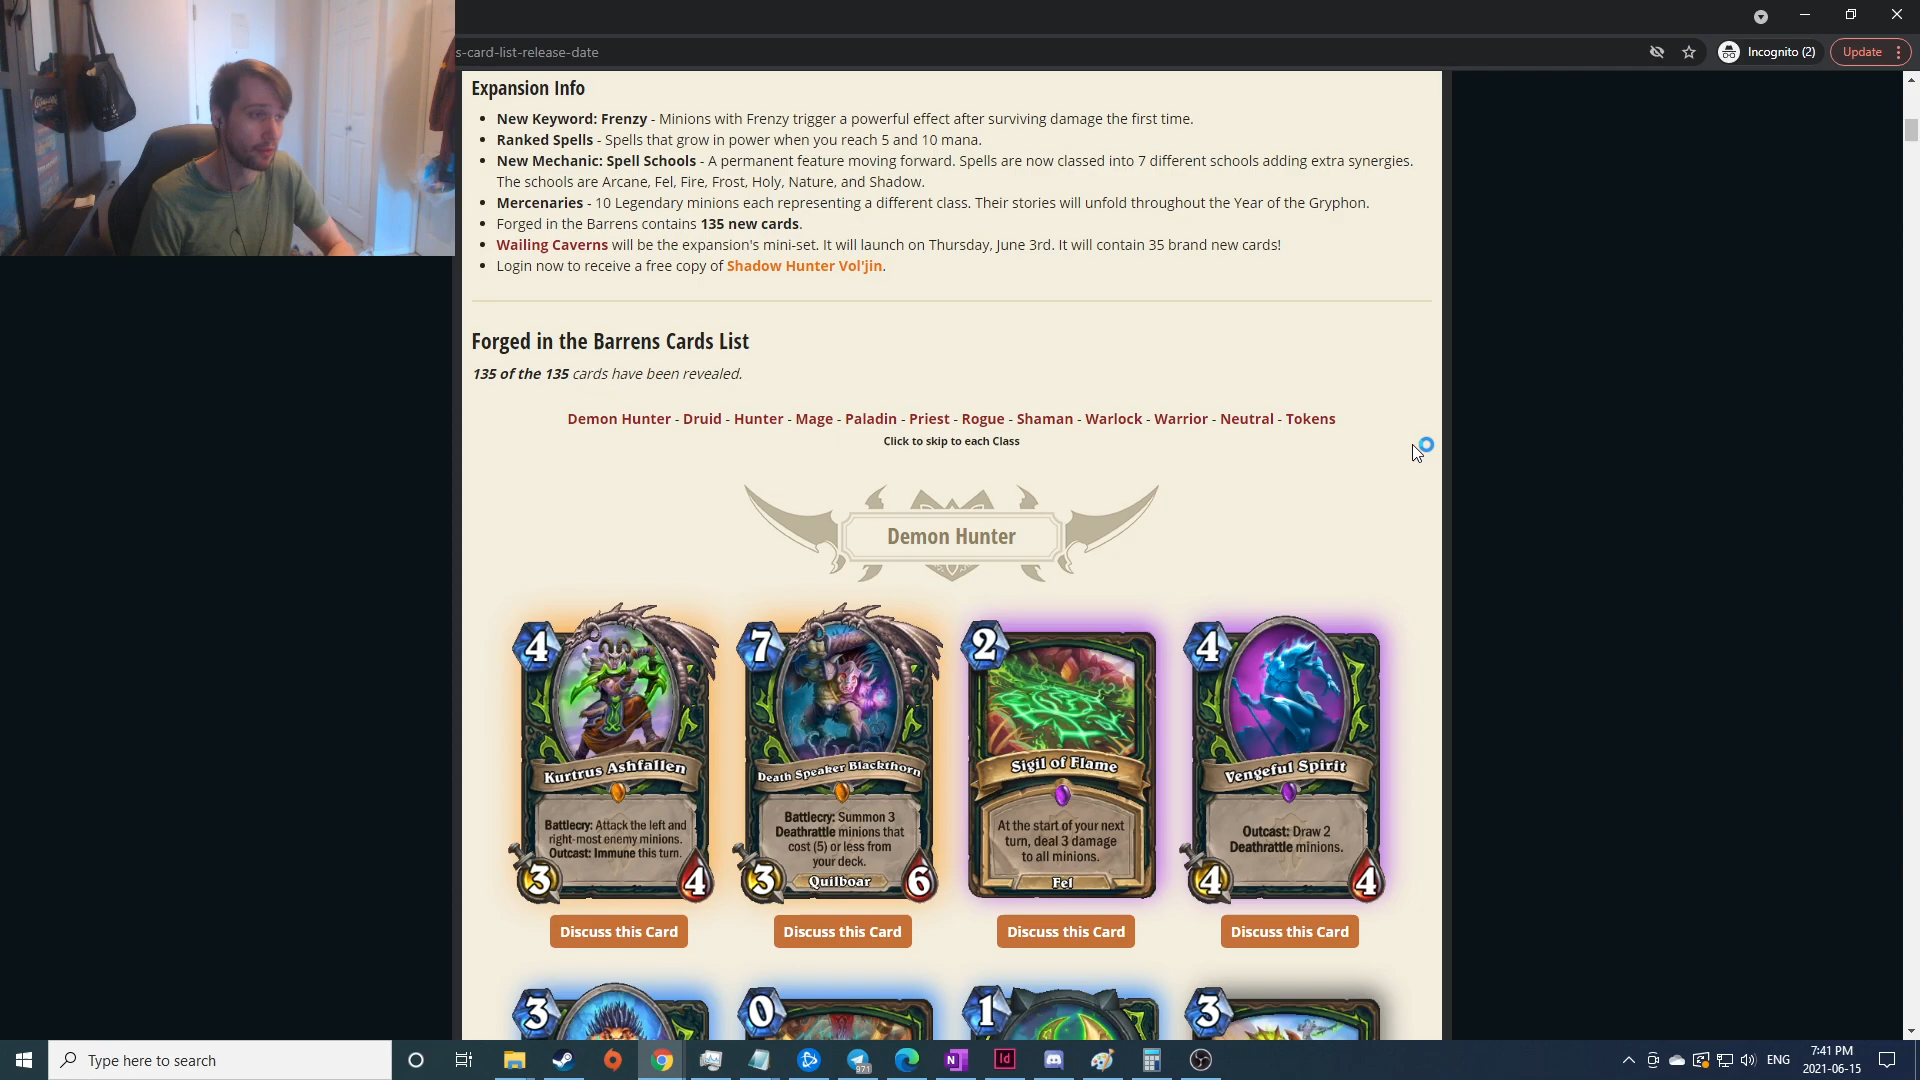 s-card-list-release-date
Incognito (2)
Update
Expansion Info
New Keyword: Frenzy - Minions with Frenzy trigger a powerful effect after surviving damage the first time.
Ranked Spells - Spells that grow in power when you reach 5 and 10 mana.
New Mechanic: Spell Schools - A permanent feature moving forward. Spells are now classed into 7 different schools adding extra synergies.
The schools are Arcane, Fel, Fire, Frost, Holy, Nature, and Shadow.
Mercenaries - 10 Legendary minions each representing a different class. Their stories will unfold throughout the Year of the Gryphon.
Forged in the Barrens contains 135 new cards.
Wailing Caverns will be the expansion's mini-set. It will launch on Thursday, June 3rd. It will contain 35 brand new cards!
Login now to receive a free copy of Shadow Hunter Vol'jin.
Forged in the Barrens Cards List
135 of the 135 cards have been revealed.
Demon Hunter - Druid - Hunter - Mage - Paladin - Priest - Rogue - Shaman - Warlock - Warrior - Neutral - Tokens
Click to skip to each Class
Demon Hunter
4
Kurtrus Ashfallen
Battlecry: Attack the left and
right-most enemy minions.
Outcast: Immune this turn.
3
4
7
Death Speaker Blackthorn
Battlecry: Summon 3
Deathrattle minions that
cost (5) or less from
your deck.
Quilboar
3
6
2
Sigil of Flame
At the start of your next
turn, deal 3 damage
to all minions.
Fel
4
Vengeful Spirit
Outcast: Draw 2
Deathrattle minions.
4
4
Discuss this Card
Discuss this Card
Discuss this Card
Discuss this Card
3
0
1
3
Type here to search
971
N
Id
ENG
7:41 PM
2021-06-15